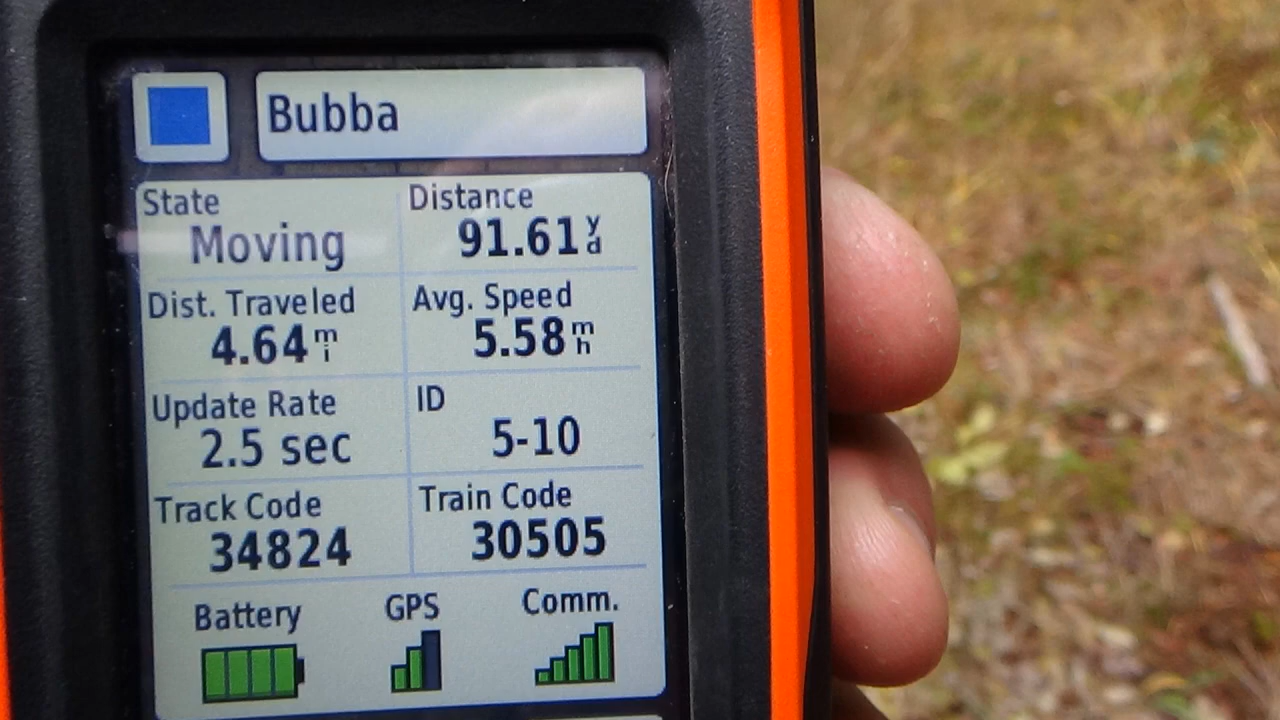 Bubba
State Distance
Moving 91.61 yd
Dist. Traveled Avg. Speed
4.64 mi 5.58 mh
Update Rate ID
2.5 sec 5-10
Track Code Train Code
34824 30505
Battery GPS Comm.